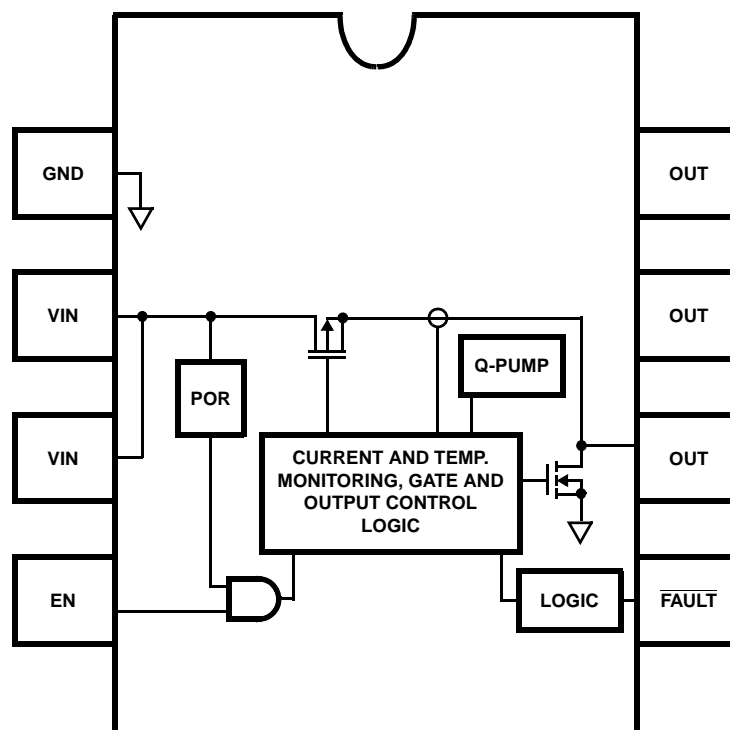 GND
OUT
VIN
OUT
Q-PUMP
POR
VIN
CURRENT AND TEMP.
MONITORING, GATE AND
OUTPUT CONTROL
LOGIC
OUT
EN
LOGIC
FAULT